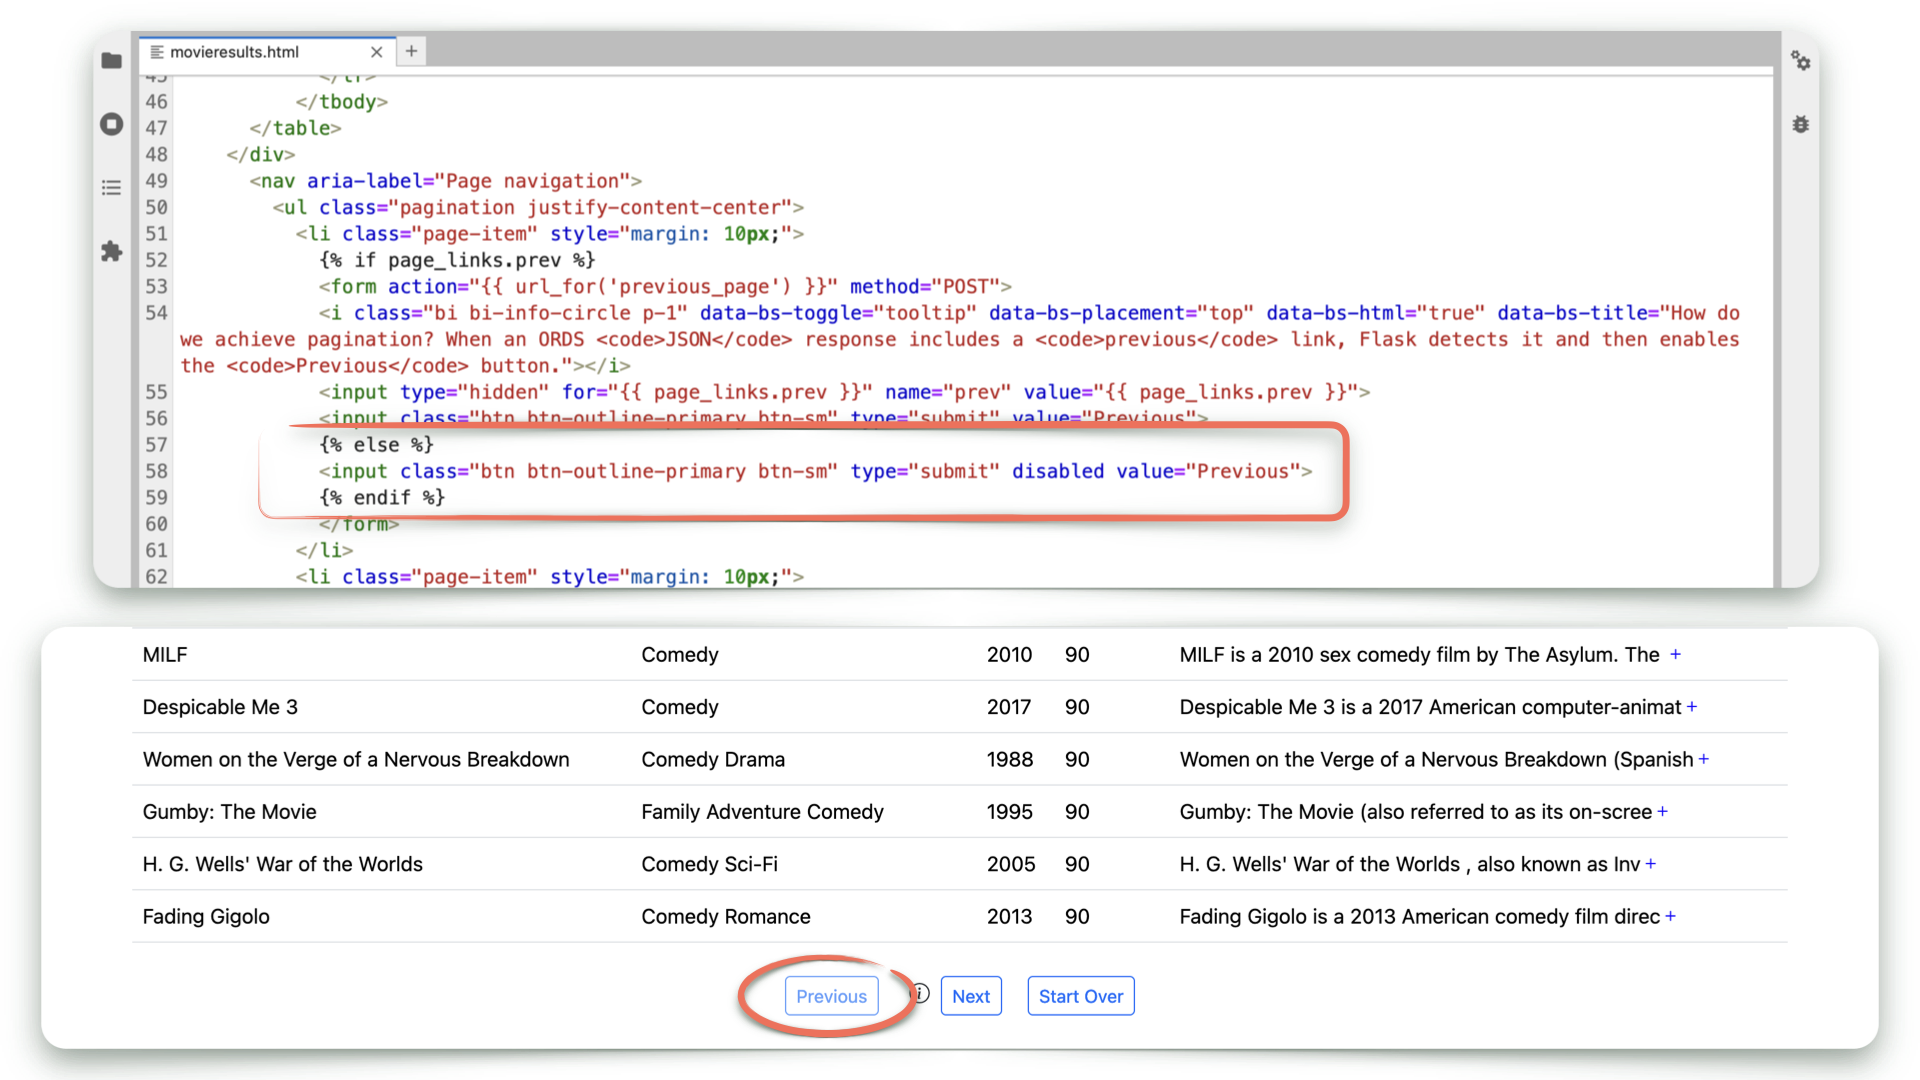 movieresults.html
45 </tr>
46 </tbody>
47 </table>
48 </div>
49 <nav aria-label="Page navigation">
50 <ul class="pagination justify-content-center">
51 <li class="page-item" style="margin: 10px;">
52 {% if page_links.prev %}
53 <form action="{{ url_for('previous_page') }}" method="POST">
54 <i class="bi bi-info-circle p-1" data-bs-toggle="tooltip" data-bs-placement="top" data-bs-html="true" data-bs-title="How do
we achieve pagination? When an ORDS <code>JSON</code> response includes a <code>previous</code> link, Flask detects it and then enables
the <code>Previous</code> button."></i>
55 <input type="hidden" for="{{ page_links.prev }}" name="prev" value="{{ page_links.prev }}">
56 <input class="btn btn-outline-primary btn-sm" type="submit" value="Previous">
57 {% else %}
58 <input class="btn btn-outline-primary btn-sm" type="submit" disabled value="Previous">
59 {% endif %}
60 </form>
61 </li>
62 <li class="page-item" style="margin: 10px;">
MILF Comedy 2010 90 MILF is a 2010 sex comedy film by The Asylum. The +
Despicable Me 3 Comedy 2017 90 Despicable Me 3 is a 2017 American computer-animat +
Women on the Verge of a Nervous Breakdown Comedy Drama 1988 90 Women on the Verge of a Nervous Breakdown (Spanish +
Gumby: The Movie Family Adventure Comedy 1995 90 Gumby: The Movie (also referred to as its on-scree +
H. G. Wells' War of the Worlds Comedy Sci-Fi 2005 90 H. G. Wells' War of the Worlds , also known as Inv +
Fading Gigolo Comedy Romance 2013 90 Fading Gigolo is a 2013 American comedy film direc +
Previous Next Start Over